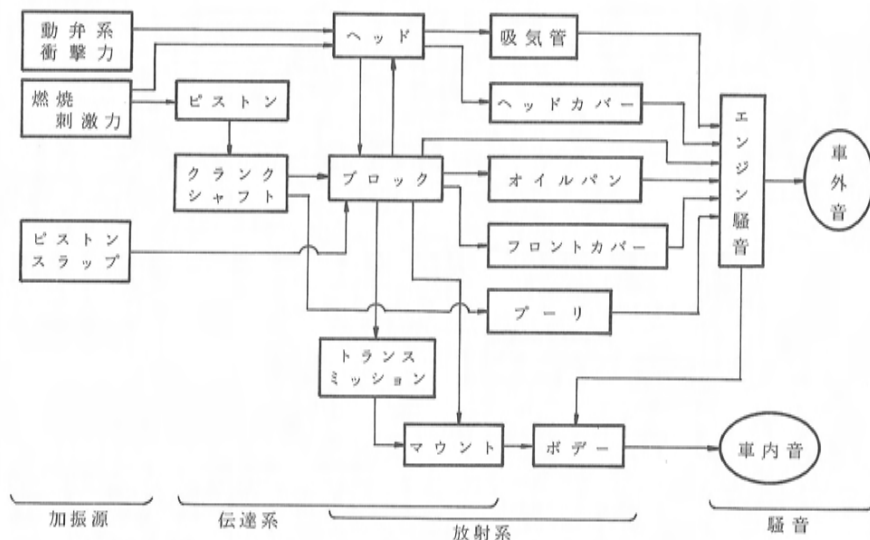 動弁系
衝撃力
燃焼
刺激力
ピストン
スラップ
ピストン
クランク
シャフト
ヘッド
ブロック
トランス
ミッション
マウント
吸気管
ヘッドカバー
オイルパン
フロントカバー
プーリ
ボデー
エンジン騒音
車外音
車内音
加振源
伝達系
放射系
騒音